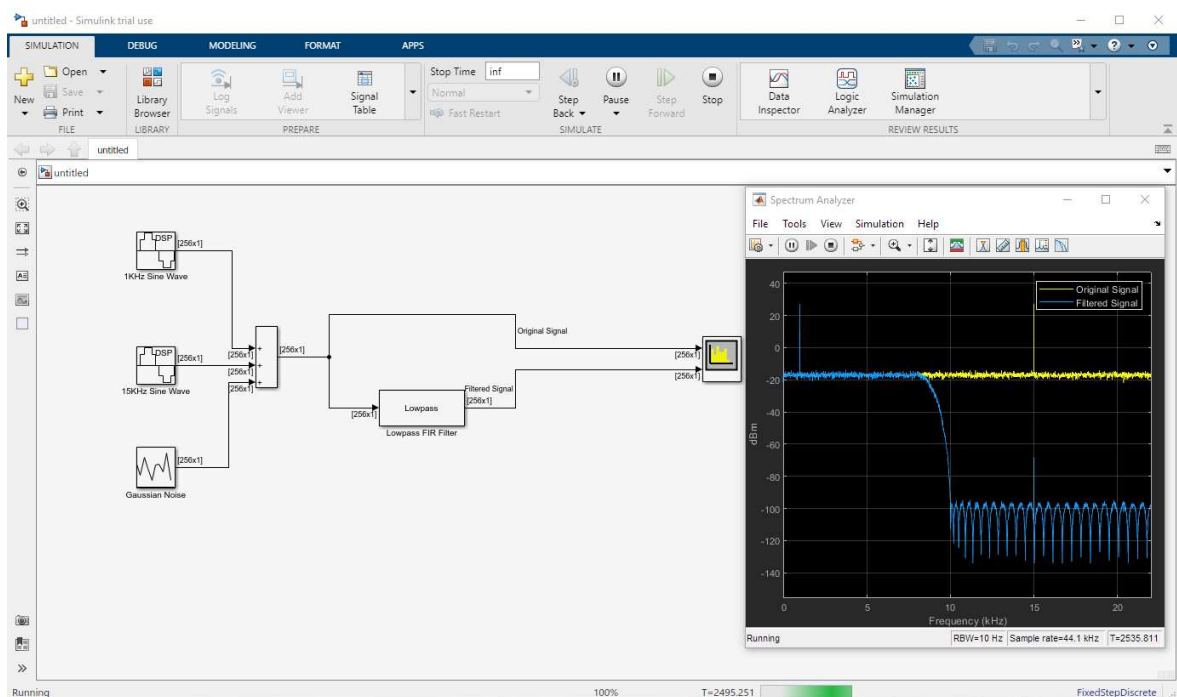 untitled - Simulink trial use
SIMULATION DEBUG MODELING FORMAT APPS
New
Open
Save
Print
FILE
Library Browser
LIBRARY
Log Signals
Add Viewer
Signal Table
PREPARE
Stop Time inf
Normal
Fast Restart
Step Back
Pause
Step Forward
Stop
SIMULATE
Data Inspector
Logic Analyzer
Simulation Manager
REVIEW RESULTS
untitled
untitled
DSP
[256x1]
1KHz Sine Wave
DSP
[256x1]
15KHz Sine Wave
[256x1]
Gaussian Noise
[256x1] +
[256x1] +
[256x1] +
[256x1]
Original Signal
[256x1]
Lowpass
Lowpass FIR Filter
Filtered Signal
[256x1]
[256x1]
[256x1]
Spectrum Analyzer
File Tools View Simulation Help
Original Signal
Filtered Signal
40
20
0
-20
-40
-60
-80
-100
-120
-140
dBm
0 5 10 15 20
Frequency (kHz)
Running RBW=10 Hz Sample rate=44.1 kHz T=2535.811
Running 100% T=2495.251 FixedStepDiscrete